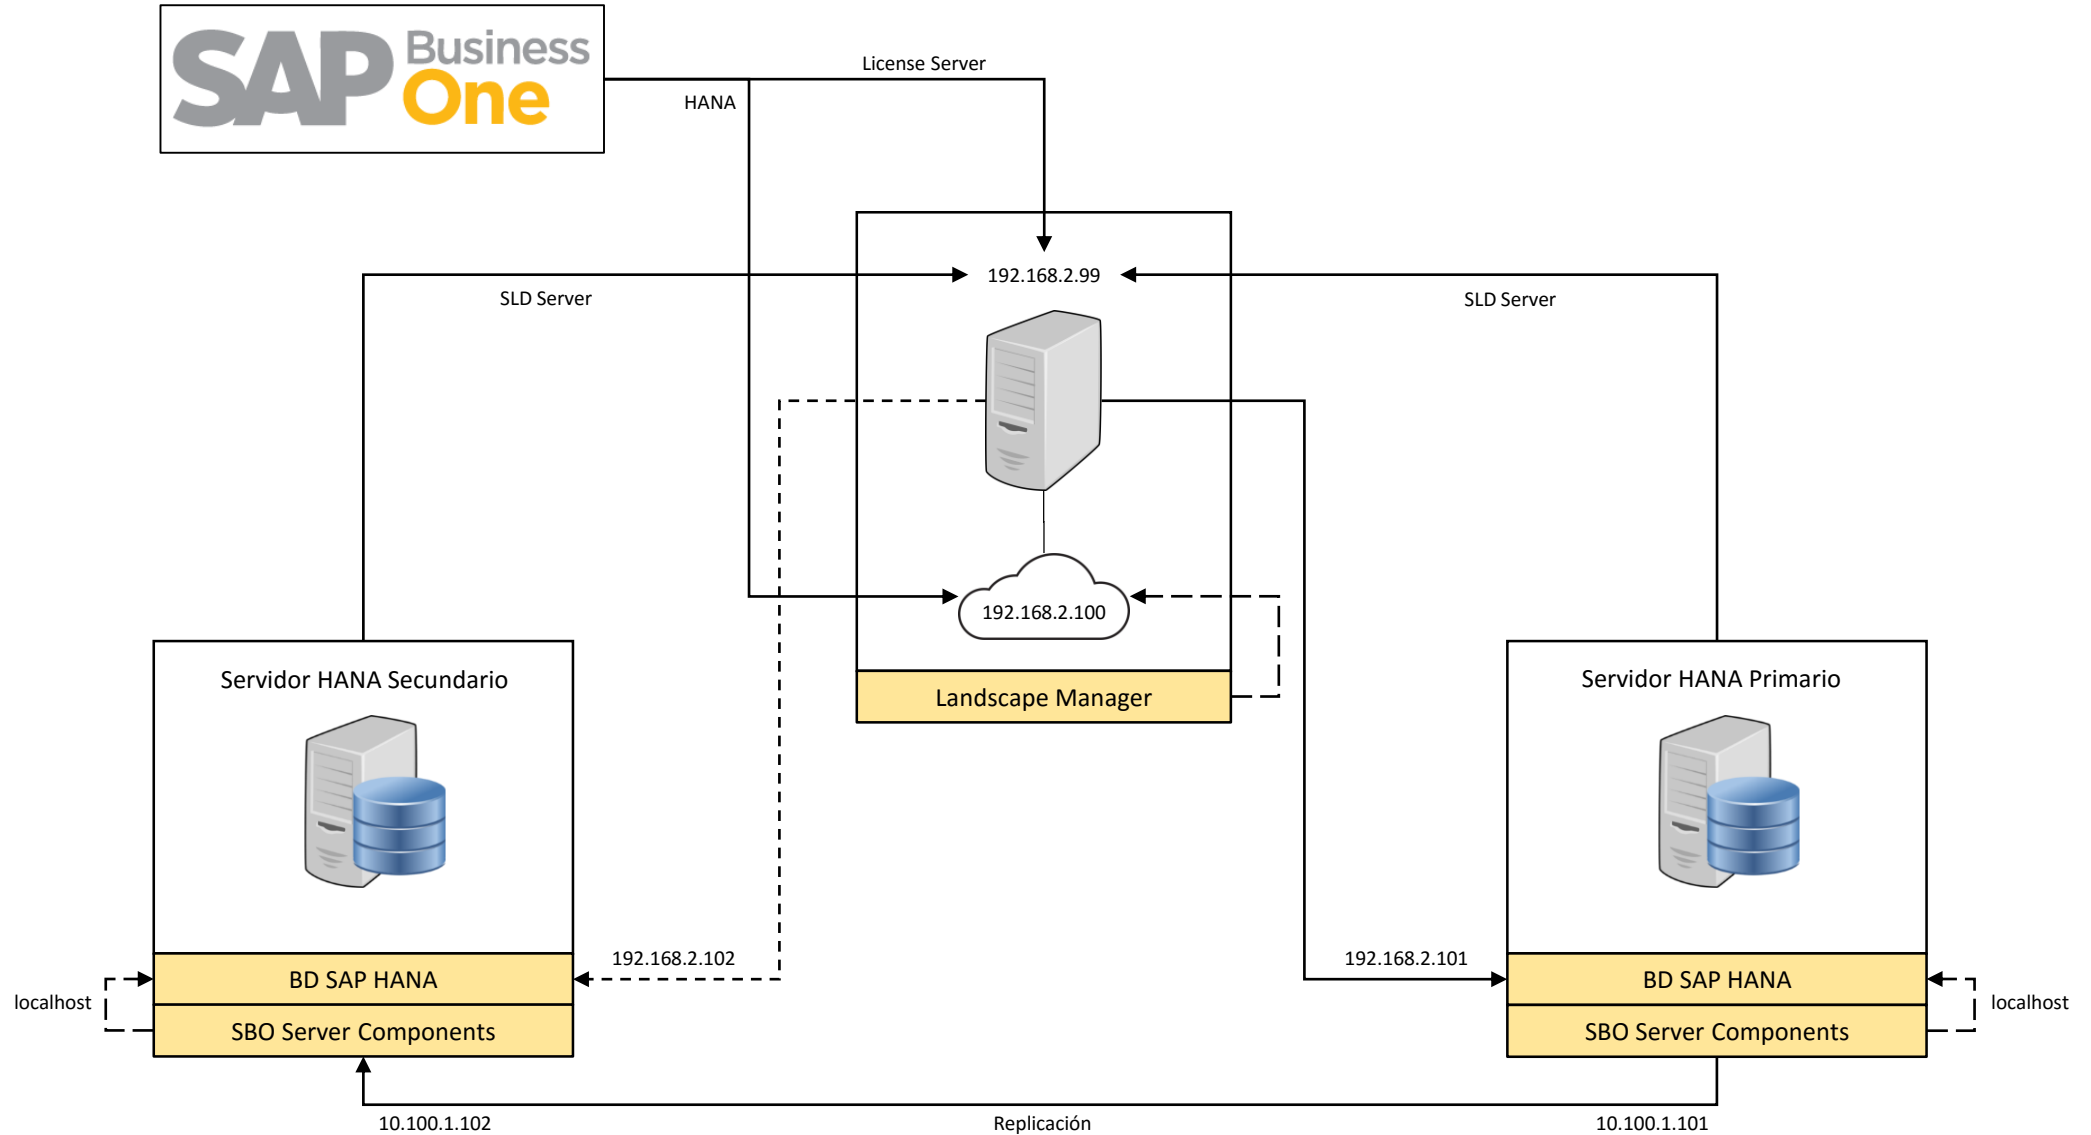 SAP Business One
License Server
HANA
192.168.2.99
SLD Server
SLD Server
192.168.2.100
Servidor HANA Secundario
Landscape Manager
Servidor HANA Primario
192.168.2.102
192.168.2.101
BD SAP HANA
BD SAP HANA
localhost
localhost
SBO Server Components
SBO Server Components
10.100.1.102
Replicación
10.100.1.101